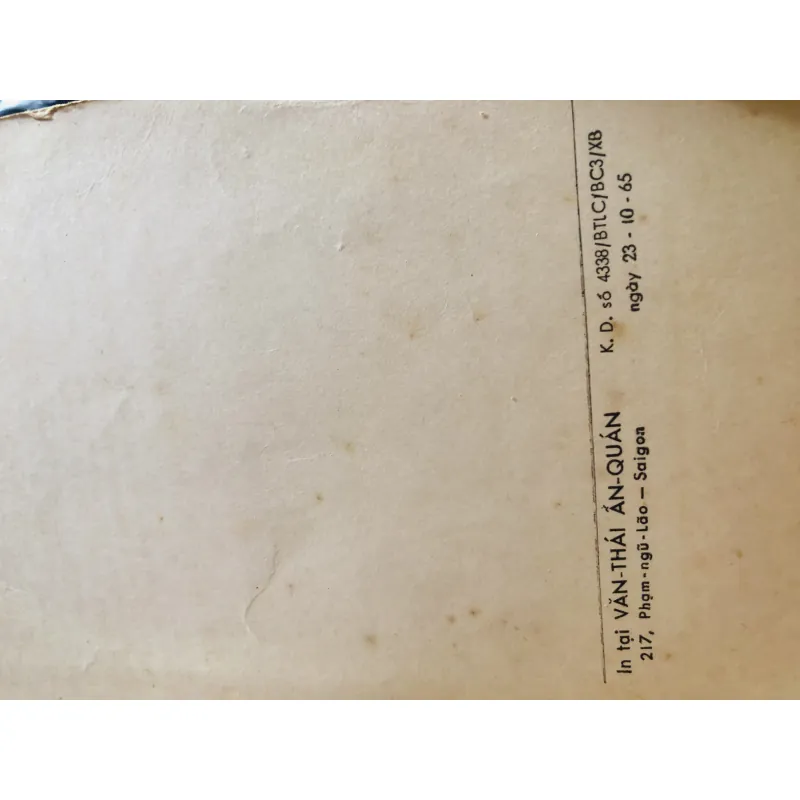 In tại VĂN-THÁI ẤN-QUÁN
217, Phạm-ngũ-Lão — Saigon
K. D. số 4338/BTLC/BC3/XB
ngày 23 - 10 - 65